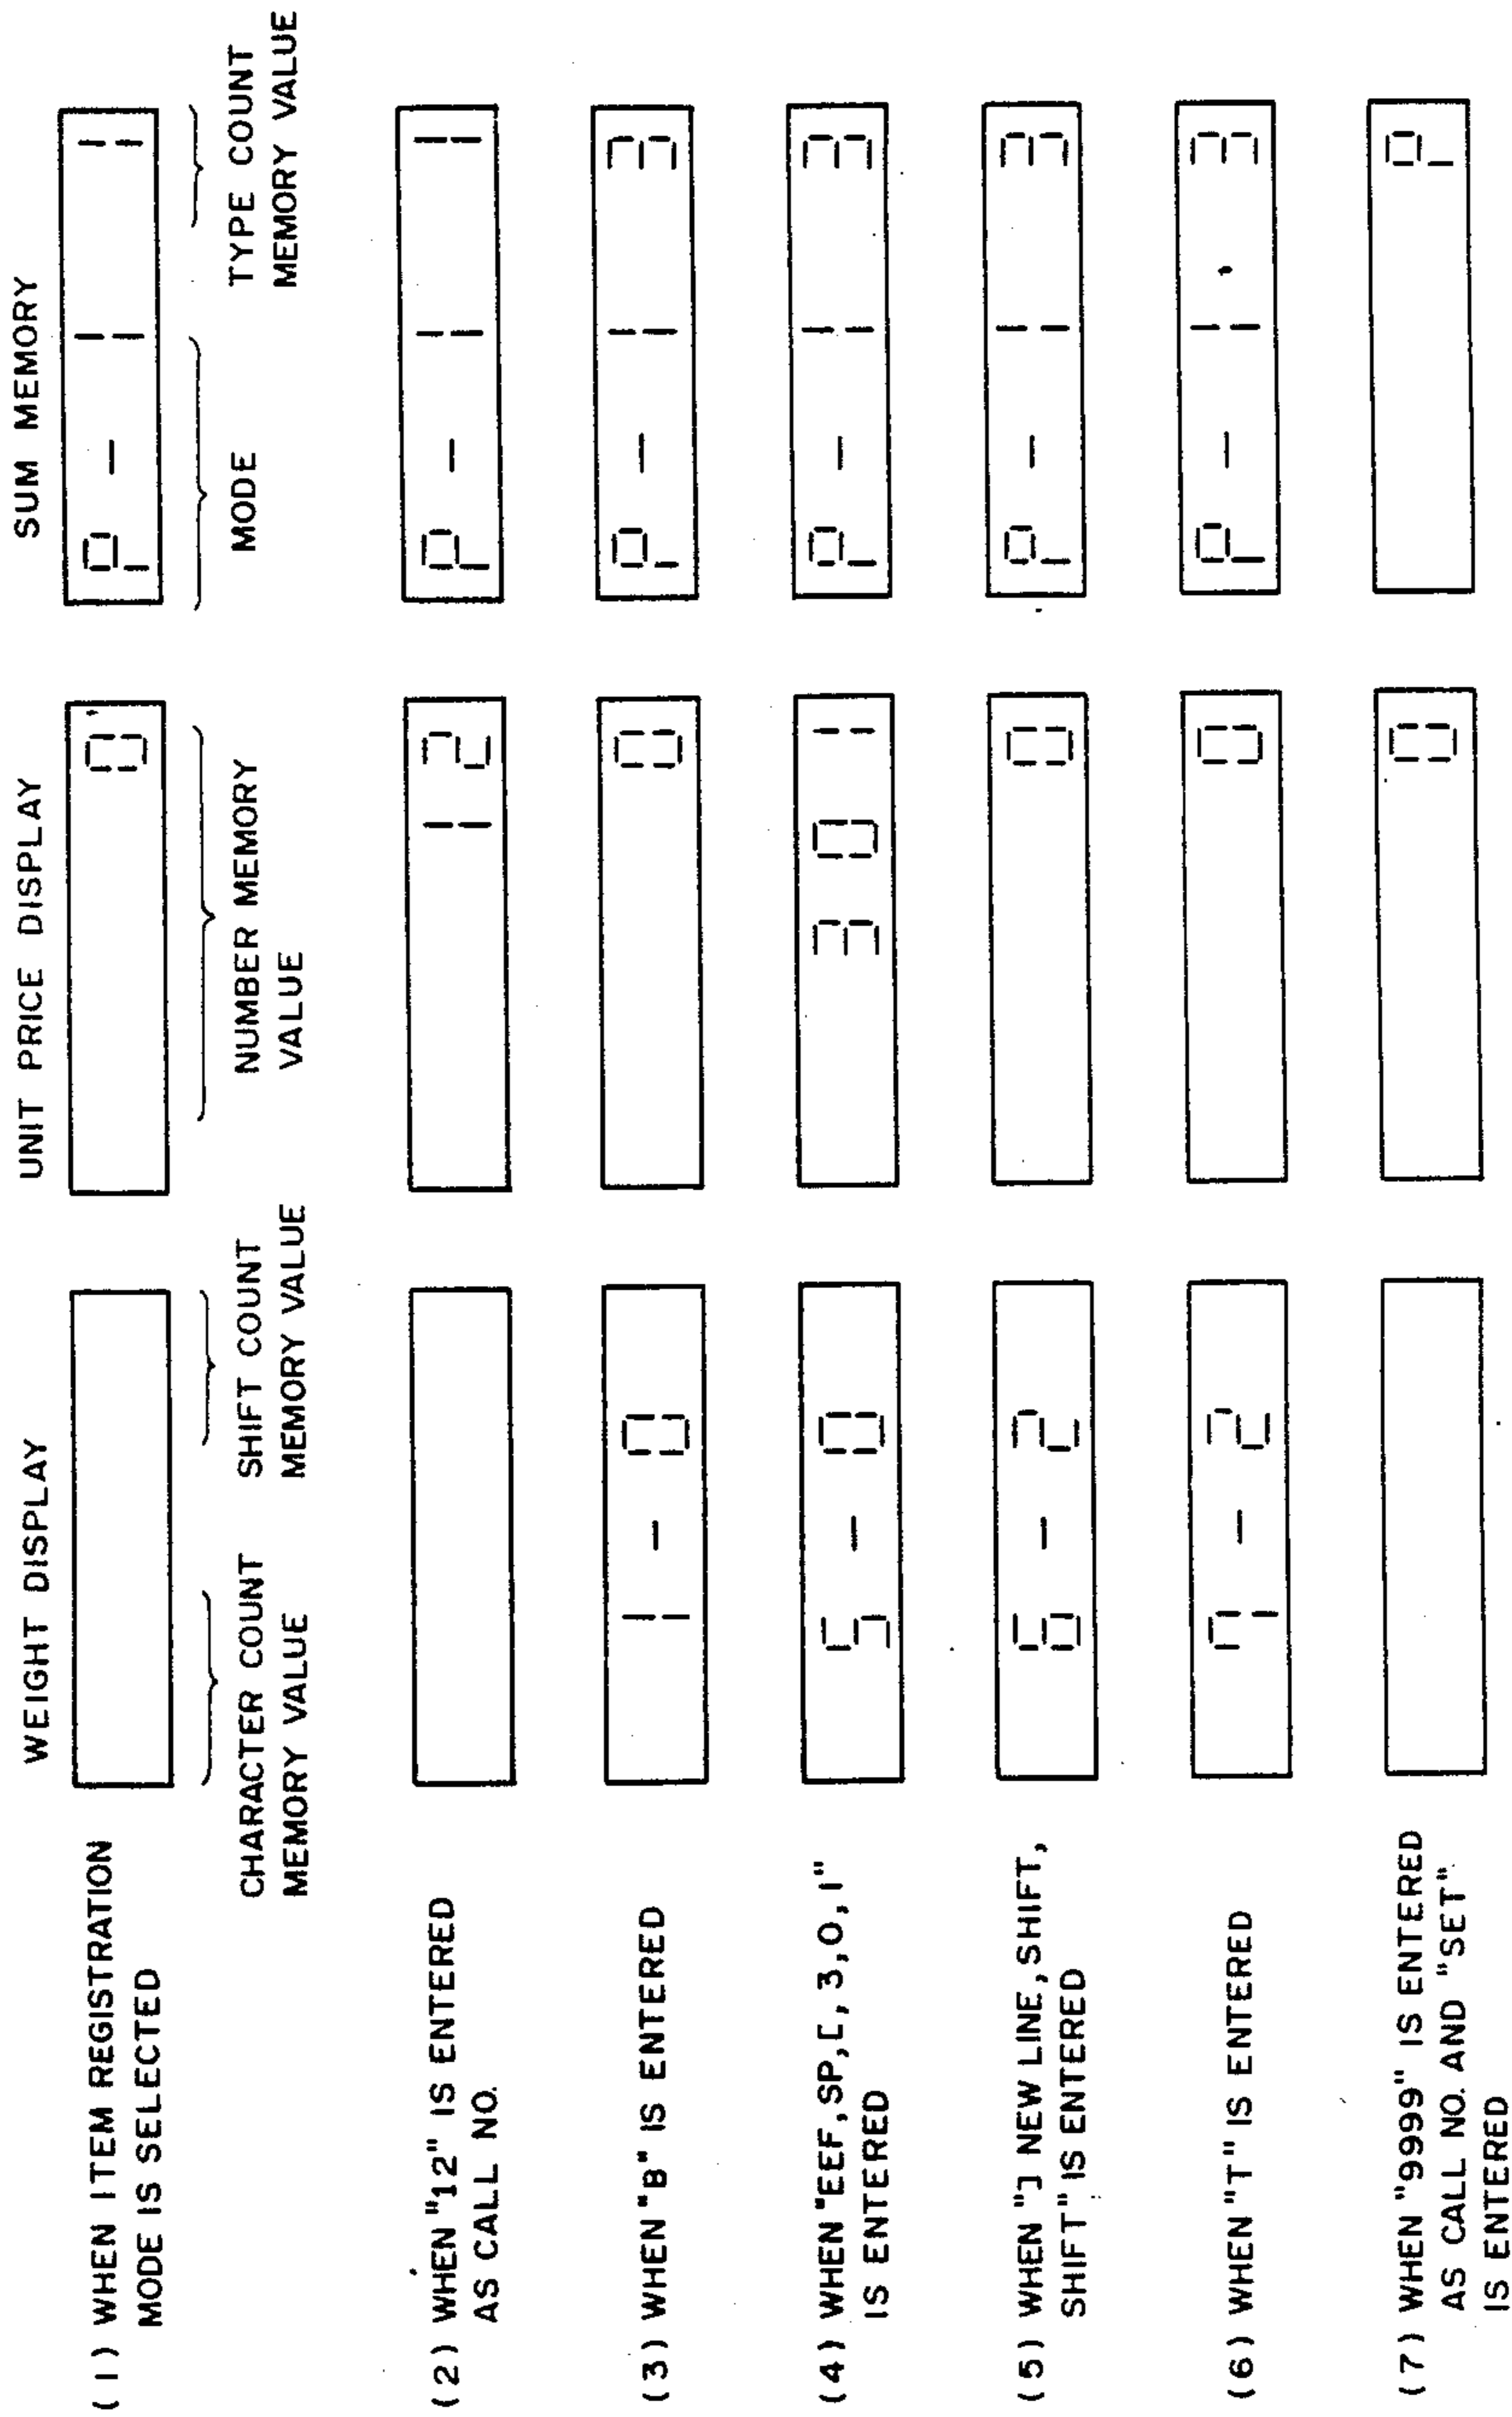 WEIGHT DISPLAY UNIT PRICE DISPLAY SUM MEMORY
(1) WHEN ITEM REGISTRATION
MODE IS SELECTED
0 P - 1 1
CHARACTER COUNT
MEMORY VALUE
SHIFT COUNT
MEMORY VALUE
NUMBER MEMORY
VALUE
MODE
TYPE COUNT
MEMORY VALUE
(2) WHEN "12" IS ENTERED
AS CALL NO.
12 P - 1 1
(3) WHEN "B" IS ENTERED
1 - 0 0 P - 1 3
(4) WHEN "EEF, SP, [, 3, 0, 1"
IS ENTERED
5 - 0 301 P - 1 3
(5) WHEN "] NEW LINE, SHIFT,
SHIFT" IS ENTERED
6 - 2 0 P - 1 3
(6) WHEN "T" IS ENTERED
7 - 2 0 P - 1. 3
(7) WHEN "9999" IS ENTERED
AS CALL NO. AND "SET"
IS ENTERED
0 P